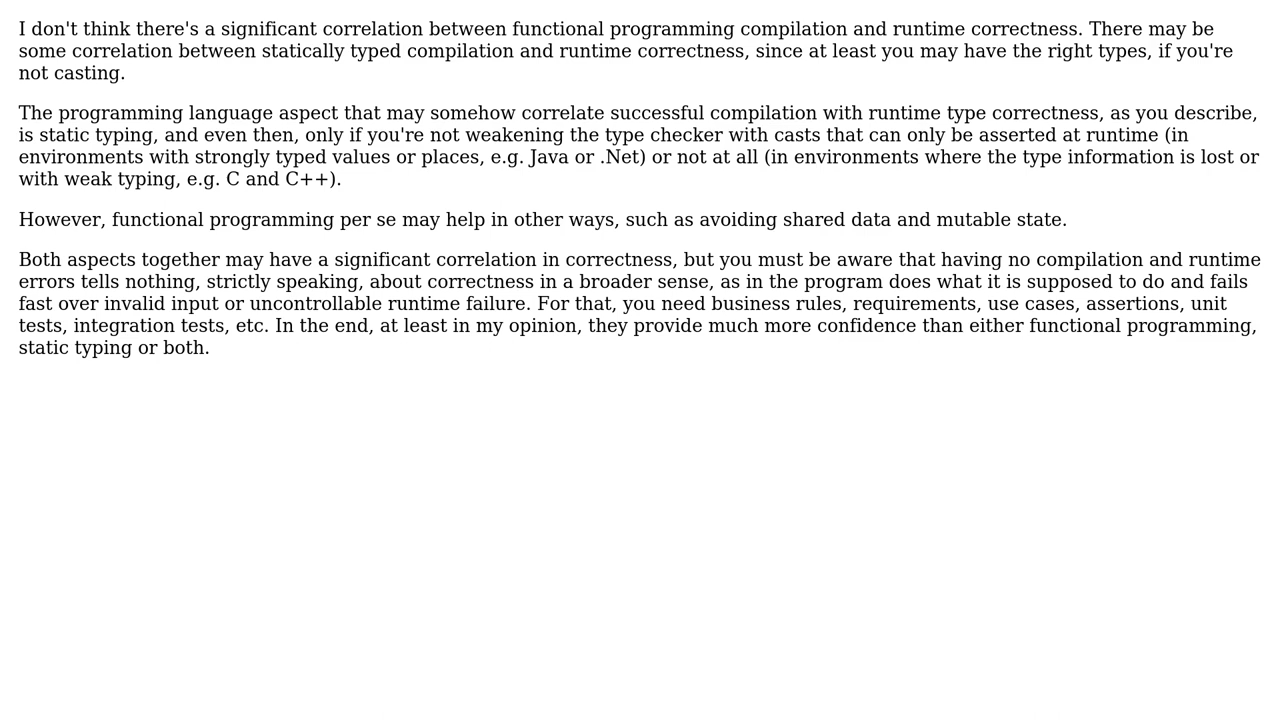 I don't think there's a significant correlation between functional programming compilation and runtime correctness. There may be
some correlation between statically typed compilation and runtime correctness, since at least you may have the right types, if you're
not casting.
The programming language aspect that may somehow correlate successful compilation with runtime type correctness, as you describe,
is static typing, and even then, only if you're not weakening the type checker with casts that can only be asserted at runtime (in
environments with strongly typed values or places, e.g. Java or .Net) or not at all (in environments where the type information is lost or
with weak typing, e.g. C and C++).
However, functional programming per se may help in other ways, such as avoiding shared data and mutable state.
Both aspects together may have a significant correlation in correctness, but you must be aware that having no compilation and runtime
errors tells nothing, strictly speaking, about correctness in a broader sense, as in the program does what it is supposed to do and fails
fast over invalid input or uncontrollable runtime failure. For that, you need business rules, requirements, use cases, assertions, unit
tests, integration tests, etc. In the end, at least in my opinion, they provide much more confidence than either functional programming,
static typing or both.